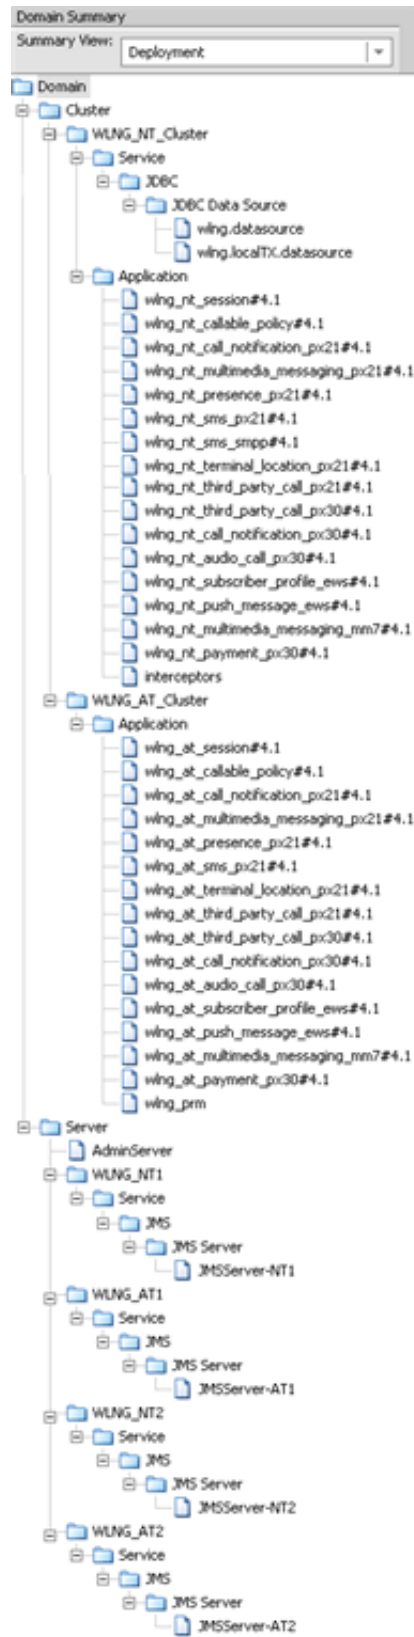 Domain Summary
Summary View: Deployment
Domain
Cluster
WLNG_NT_Cluster
Service
JDBC
JDBC Data Source
wlng.datasource
wlng.localTX.datasource
Application
wlng_nt_session#4.1
wlng_nt_callable_policy#4.1
wlng_nt_call_notification_px21#4.1
wlng_nt_multimedia_messaging_px21#4.1
wlng_nt_presence_px21#4.1
wlng_nt_sms_px21#4.1
wlng_nt_sms_smpp#4.1
wlng_nt_terminal_location_px21#4.1
wlng_nt_third_party_call_px21#4.1
wlng_nt_third_party_call_px30#4.1
wlng_nt_call_notification_px30#4.1
wlng_nt_audio_call_px30#4.1
wlng_nt_subscriber_profile_ews#4.1
wlng_nt_push_message_ews#4.1
wlng_nt_multimedia_messaging_mm7#4.1
wlng_nt_payment_px30#4.1
interceptors
WLNG_AT_Cluster
Application
wlng_at_session#4.1
wlng_at_callable_policy#4.1
wlng_at_call_notification_px21#4.1
wlng_at_multimedia_messaging_px21#4.1
wlng_at_presence_px21#4.1
wlng_at_sms_px21#4.1
wlng_at_terminal_location_px21#4.1
wlng_at_third_party_call_px21#4.1
wlng_at_third_party_call_px30#4.1
wlng_at_call_notification_px30#4.1
wlng_at_audio_call_px30#4.1
wlng_at_subscriber_profile_ews#4.1
wlng_at_push_message_ews#4.1
wlng_at_multimedia_messaging_mm7#4.1
wlng_at_payment_px30#4.1
wlng_prm
Server
AdminServer
WLNG_NT1
Service
JMS
JMS Server
JMSServer-NT1
WLNG_AT1
Service
JMS
JMS Server
JMSServer-AT1
WLNG_NT2
Service
JMS
JMS Server
JMSServer-NT2
WLNG_AT2
Service
JMS
JMS Server
JMSServer-AT2